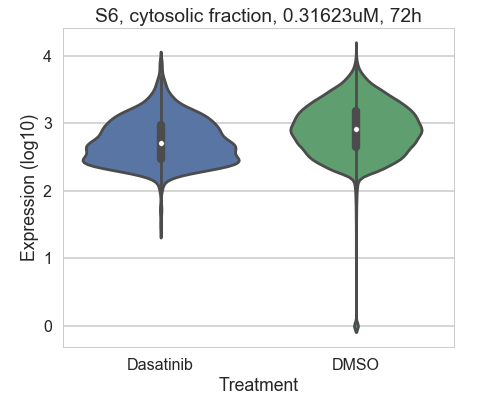 S6, cytosolic fraction, 0.31623uM, 72h
Expression (log10)
4
3
2
1
0
Dasatinib DMSO
Treatment